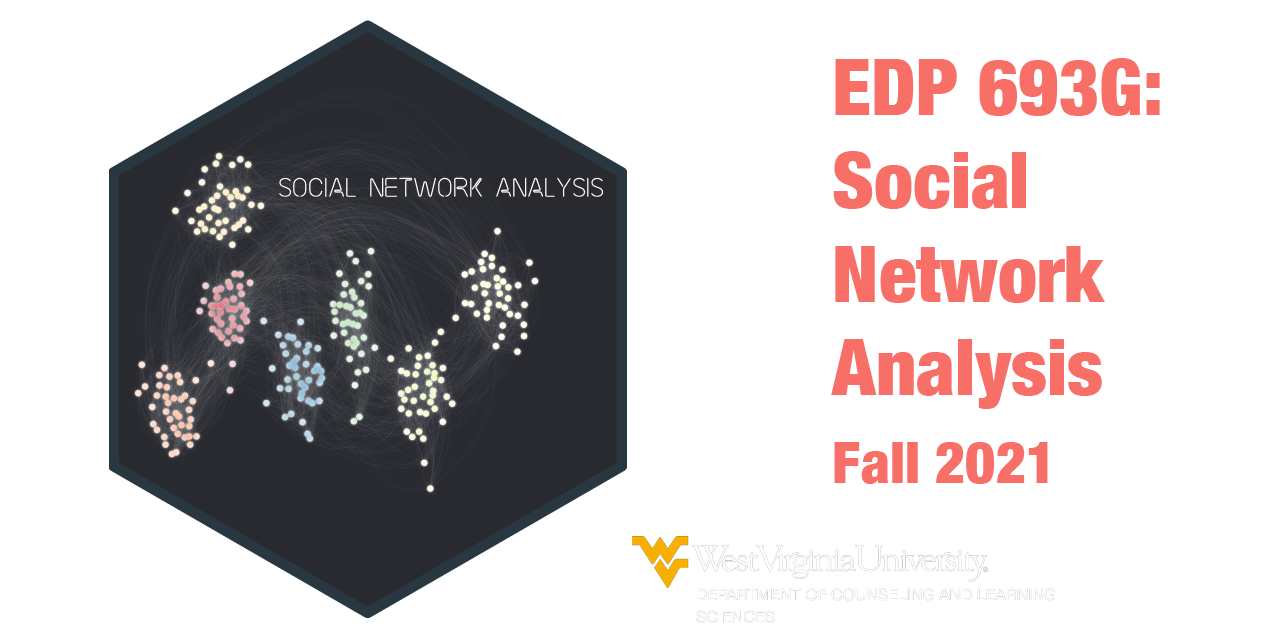 SOCIAL NETWORK ANALYSIS
EDP 693G:
Social
Network
Analysis
Fall 2021
WestVirginiaUniversity.
DEPARTMENT OF COUNSELING AND LEARNING
SCIENCES